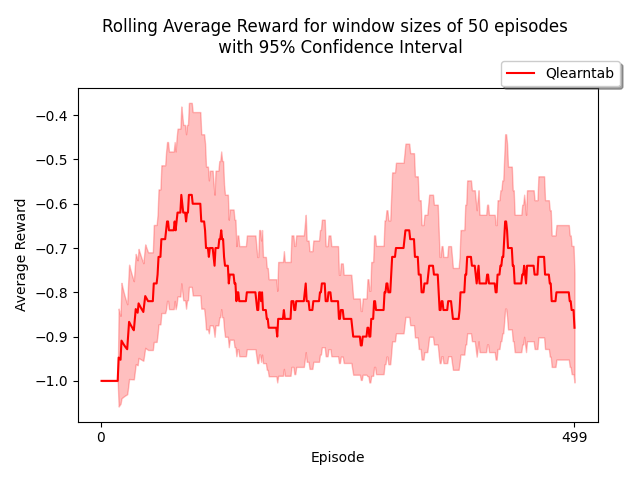 Rolling Average Reward for window sizes of 50 episodes
with 95% Confidence Interval
Qlearntab
−0.4
−0.5
−0.6
−0.7
−0.8
−0.9
−1.0
Average Reward
0
499
Episode